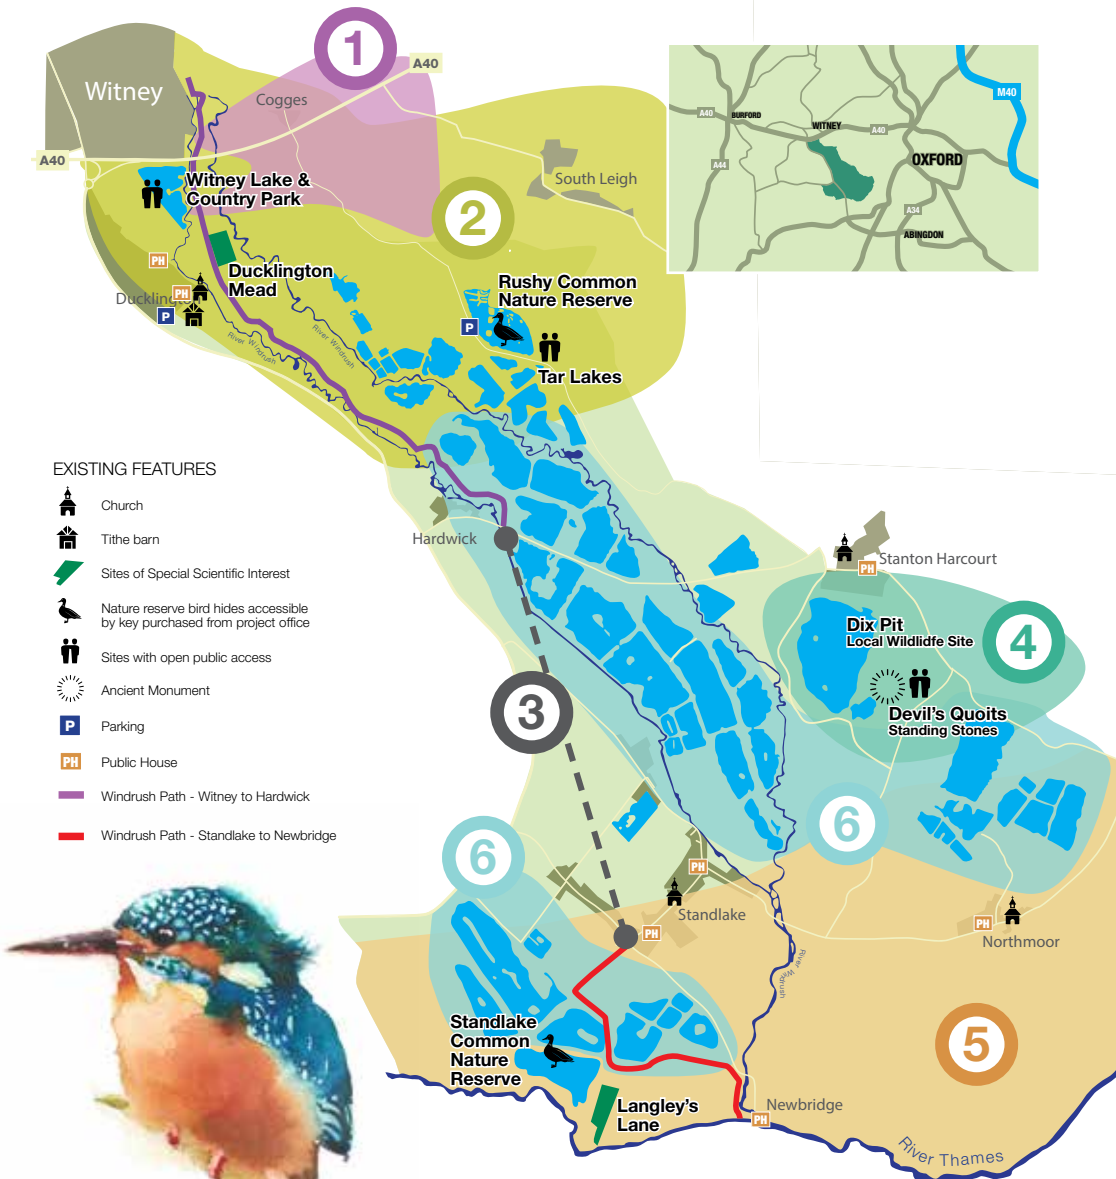 1
A40
Witney
Cogges
A40
Witney Lake &
Country Park
South Leigh
2
PH
Ducklington
Mead
PH
P
River Windrush
River Windrush
Rushy Common
Nature Reserve
P
Tar Lakes
M40
A40
BURFORD
WITNEY
A40
A44
OXFORD
A34
ABINGDON
EXISTING FEATURES
Church
Tithe barn
Sites of Special Scientific Interest
Nature reserve bird hides accessible
by key purchased from project office
Sites with open public access
Ancient Monument
P
Parking
PH
Public House
Windrush Path - Witney to Hardwick
Windrush Path - Standlake to Newbridge
Hardwick
Stanton Harcourt
PH
Dix Pit
Local Wildlidfe Site
4
Devil's Quoits
Standing Stones
3
6
6
PH
Standlake
PH
PH
Northmoor
River Windrush
Standlake
Common
Nature
Reserve
5
Langley's
Lane
Newbridge
PH
River Thames